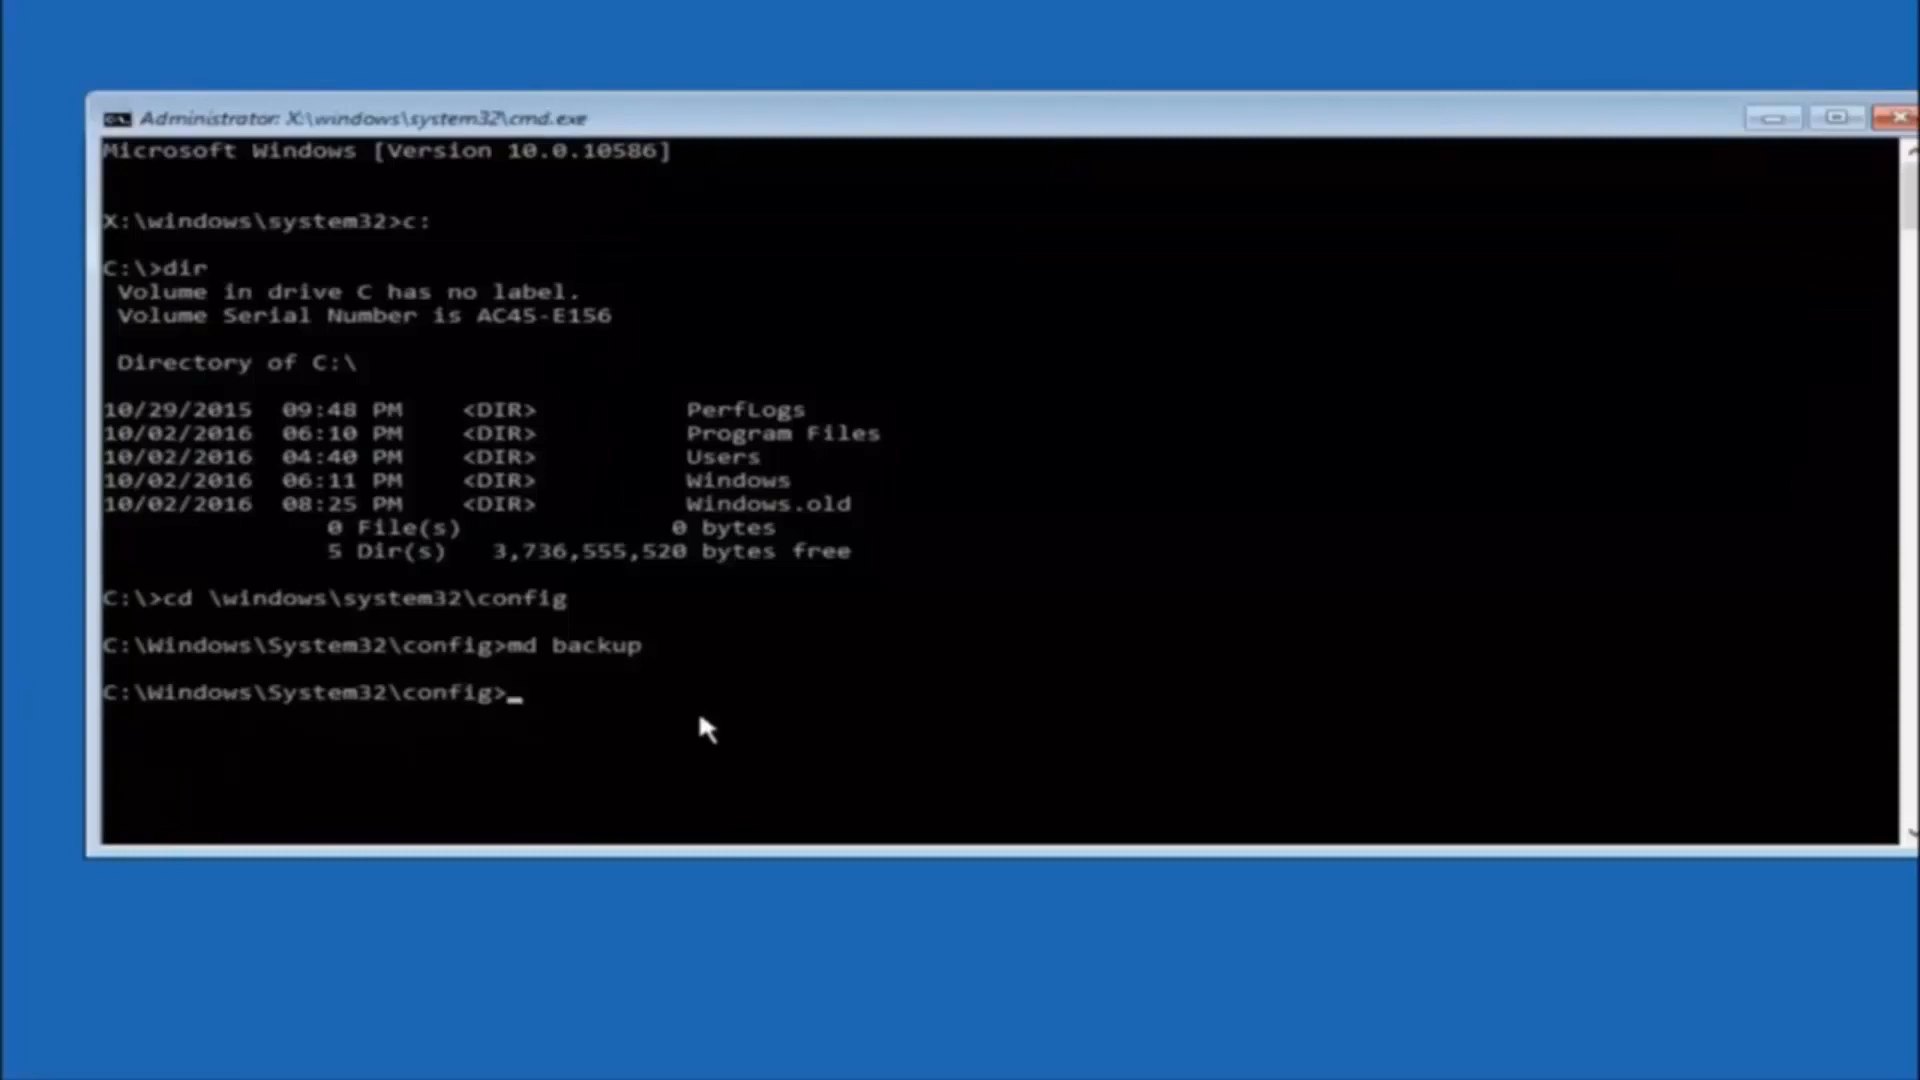 Administrator: X:\windows\system32\cmd.exe
Microsoft Windows [Version 10.0.10586]
X:\windows\system32>c:
C:\>dir
Volume in drive C has no label.
Volume Serial Number is AC45-E156
Directory of C:\
10/29/2015  09:48 PM    <DIR>          PerfLogs
10/02/2016  06:10 PM    <DIR>          Program Files
10/02/2016  04:40 PM    <DIR>          Users
10/02/2016  06:11 PM    <DIR>          Windows
10/02/2016  08:25 PM    <DIR>          Windows.old
0 File(s)              0 bytes
5 Dir(s)   3,736,555,520 bytes free
C:\>cd \windows\system32\config
C:\Windows\System32\config>md backup
C:\Windows\System32\config>_